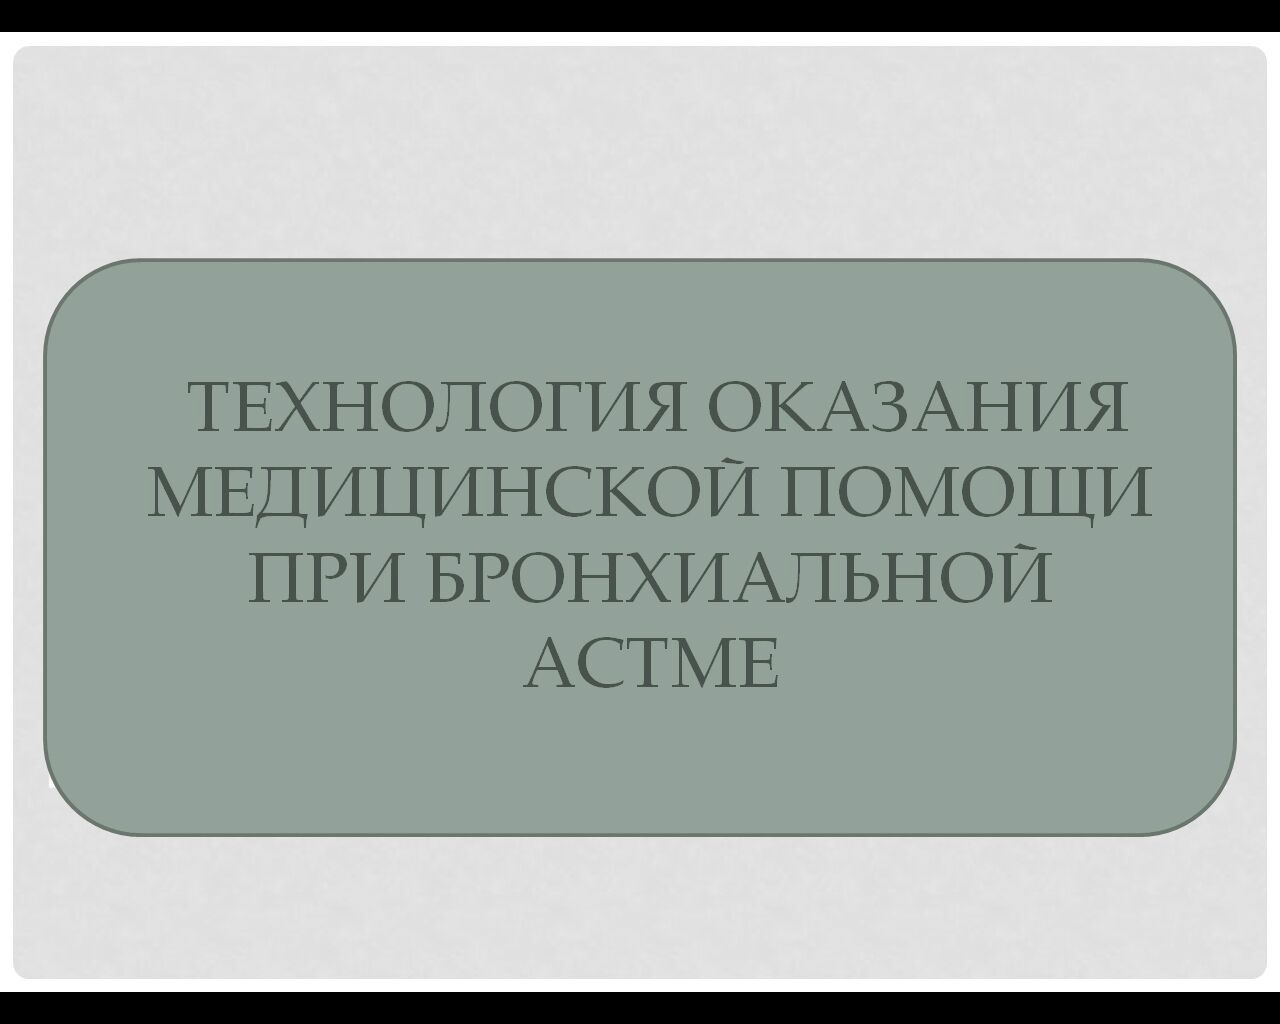 ТЕХНОЛОГИЯ ОКАЗАНИЯ
МЕДИЦИНСКОЙ ПОМОЩИ
ПРИ БРОНХИАЛЬНОЙ
АСТМЕ